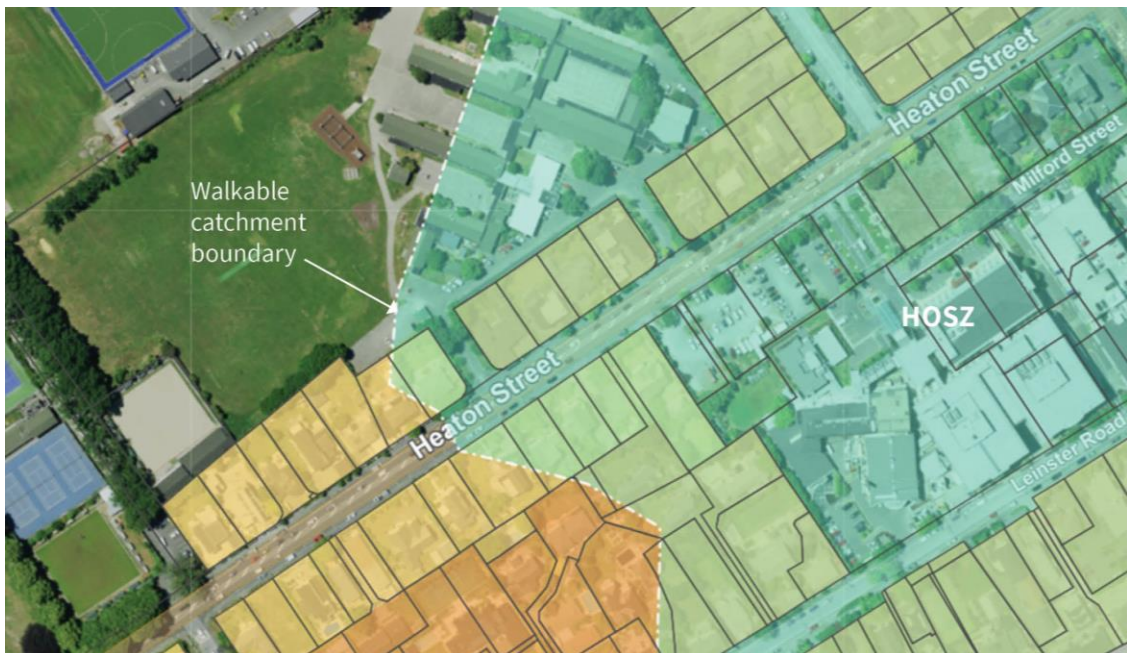 Heaton Street
Milford Street
Walkable
catchment
boundary
HOSZ
Heaton Street
Leinster Road